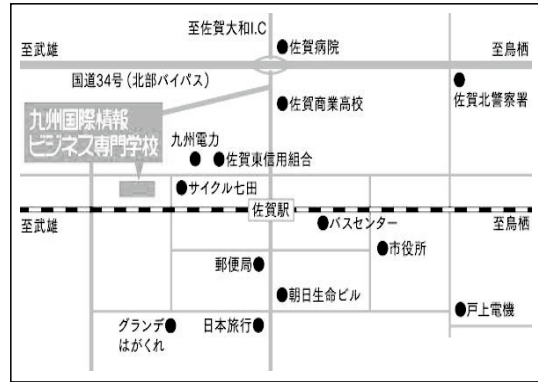 至佐賀大和I.C
至武雄
佐賀病院
至鳥栖
国道34号(北部バイパス)
佐賀商業高校
佐賀北警察署
九州国際情報
ビジネス専門学校
九州電力
佐賀東信用組合
サイクル七田
佐賀駅
至武雄
バスセンター
至鳥栖
市役所
郵便局
朝日生命ビル
戸上電機
グランデ
はがくれ
日本旅行